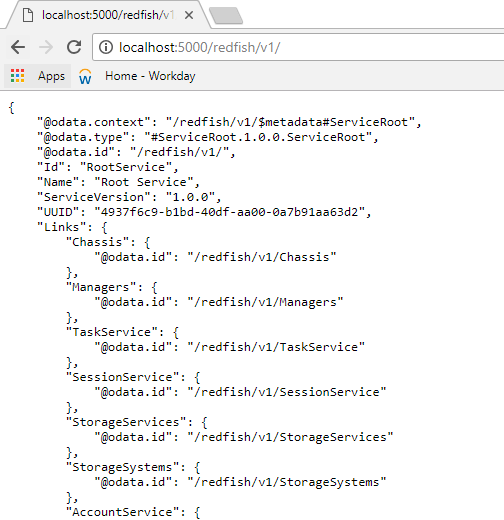 localhost:5000/redfish/v1
localhost:5000/redfish/v1/
Apps
Home - Workday
{
"@odata.context": "/redfish/v1/$metadata#ServiceRoot",
"@odata.type": "#ServiceRoot.1.0.0.ServiceRoot",
"@odata.id": "/redfish/v1/",
"Id": "RootService",
"Name": "Root Service",
"ServiceVersion": "1.0.0",
"UUID": "4937f6c9-b1bd-40df-aa00-0a7b91aa63d2",
"Links": {
"Chassis": {
"@odata.id": "/redfish/v1/Chassis"
},
"Managers": {
"@odata.id": "/redfish/v1/Managers"
},
"TaskService": {
"@odata.id": "/redfish/v1/TaskService"
},
"SessionService": {
"@odata.id": "/redfish/v1/SessionService"
},
"StorageServices": {
"@odata.id": "/redfish/v1/StorageServices"
},
"StorageSystems": {
"@odata.id": "/redfish/v1/StorageSystems"
},
"AccountService": {